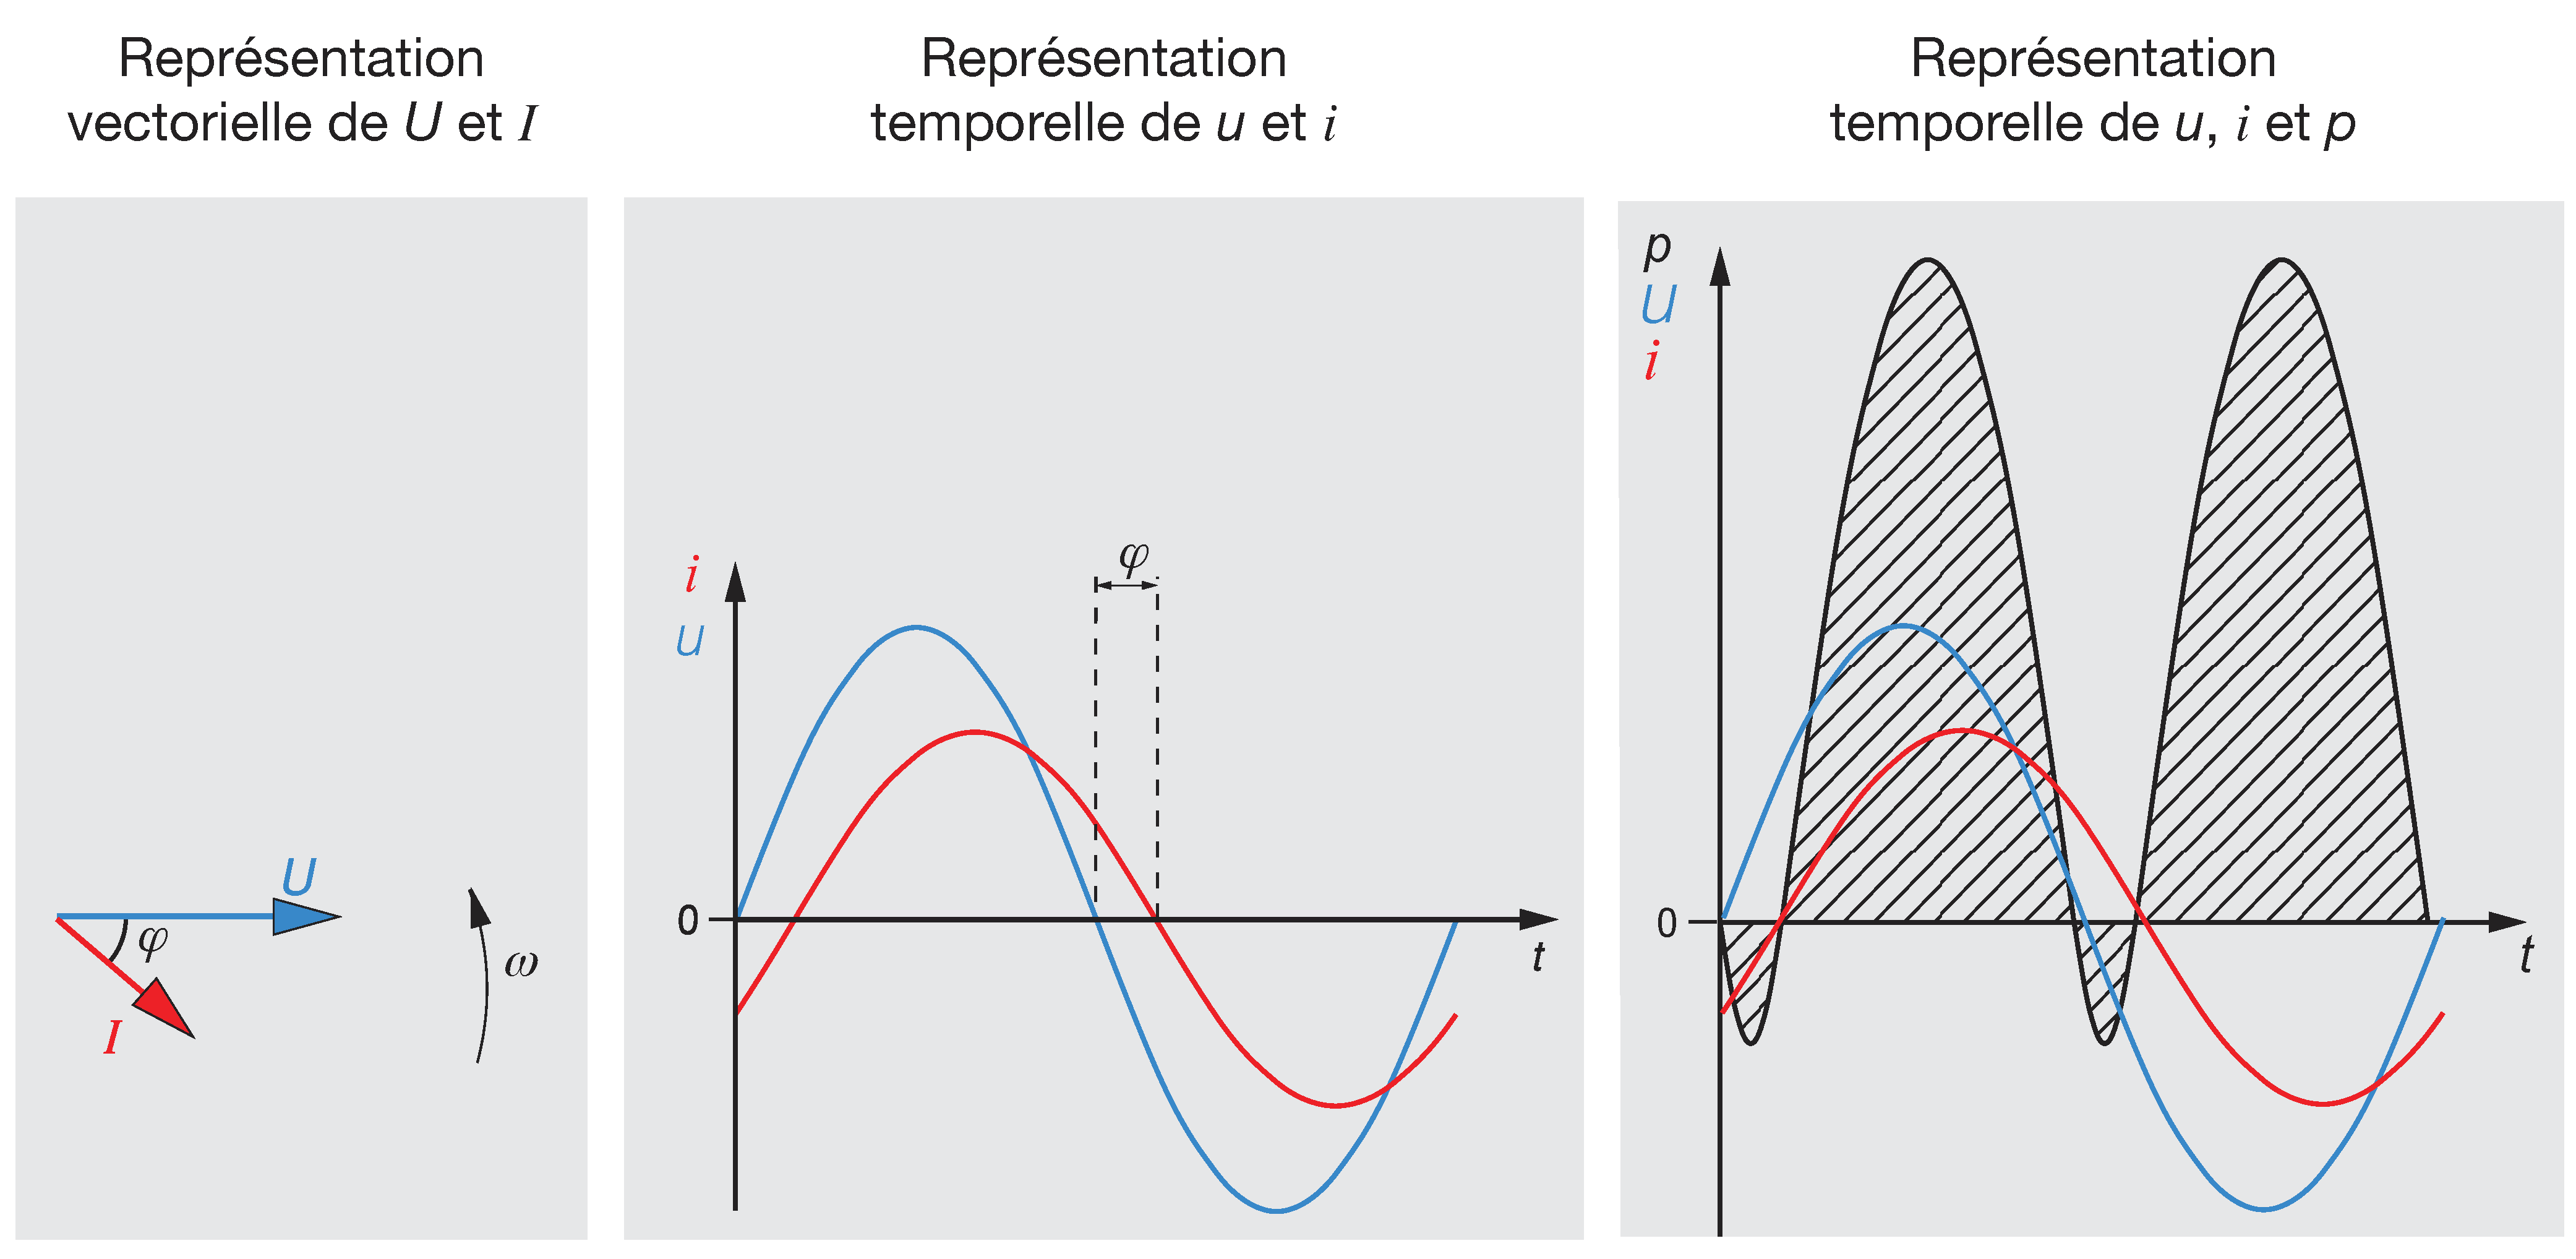 Représentation
vectorielle de U et I
Représentation
temporelle de u et i
Représentation
temporelle de u, i et p
U
φ
I
ω
i
u
φ
0
t
p
U
i
0
t